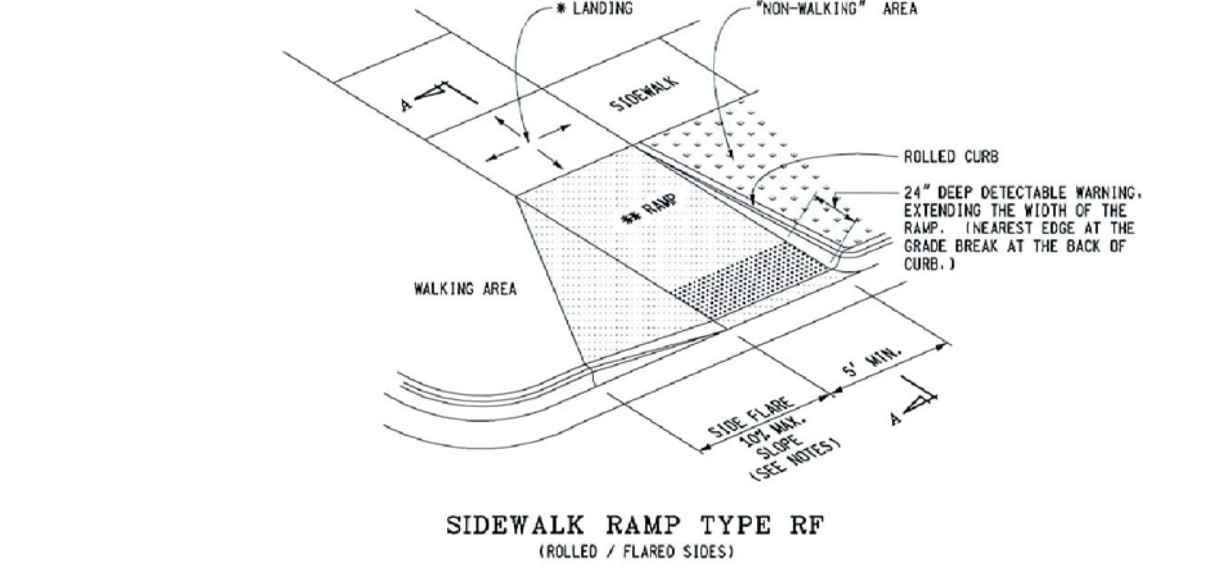 * LANDING
"NON-WALKING" AREA
A
SIDEWALK
ROLLED CURB
24" DEEP DETECTABLE WARNING,
EXTENDING THE WIDTH OF THE
RAMP. (NEAREST EDGE AT THE
GRADE BREAK AT THE BACK OF
CURB.)
** RAMP
WALKING AREA
5' MIN.
A
SIDE FLARE
10% MAX.
SLOPE
(SEE NOTES)
SIDEWALK RAMP TYPE RF
(ROLLED / FLARED SIDES)